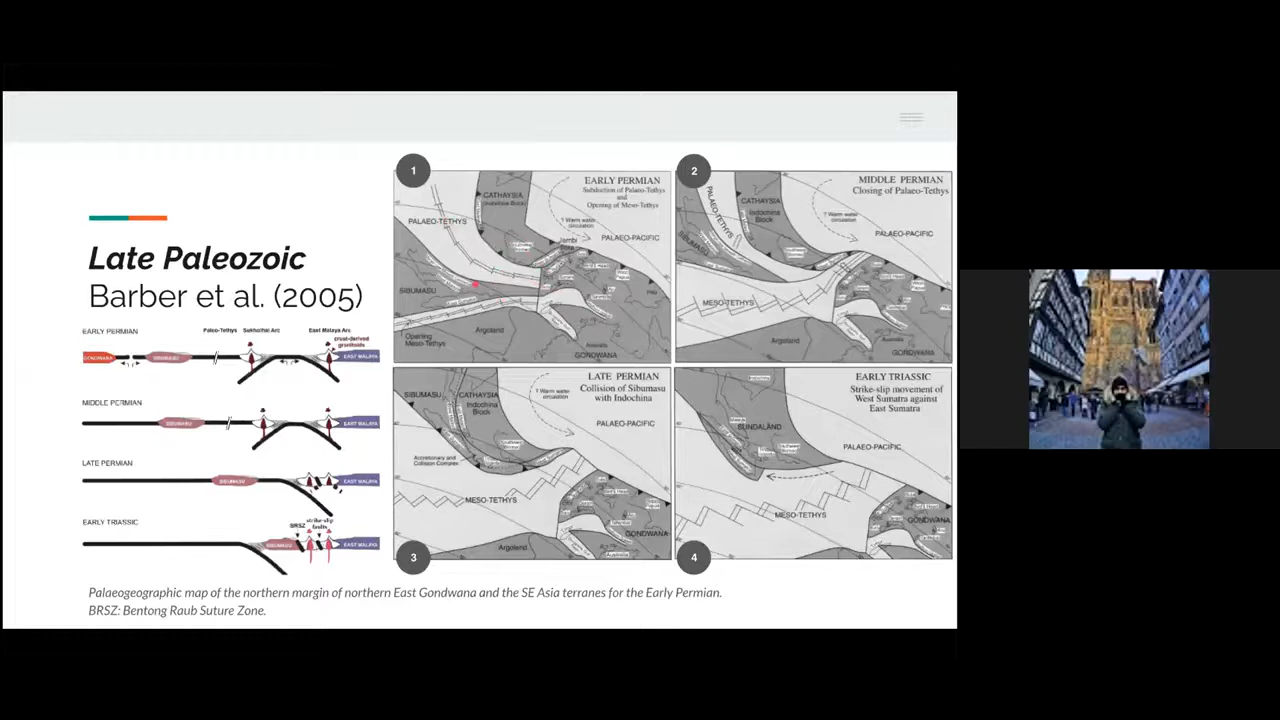 Late Paleozoic
Barber et al. (2005)
EARLY PERMIAN
Paleo-Tethys
Sukhothai Arc
East Malaya Arc
crust-derived
granitoids
GONDWANA
SIBUMASU
EAST MALAYA
MIDDLE PERMIAN
SIBUMASU
EAST MALAYA
LATE PERMIAN
SIBUMASU
EAST MALAYA
EARLY TRIASSIC
BRSZ
strike-slip
faults
SIBUMASU
EAST MALAYA
1
EARLY PERMIAN
Subduction of Palaeo-Tethys
and
Opening of Meso-Tethys
CATHAYSIA
PALAEO-TETHYS
? Warm water
circulation
PALAEO-PACIFIC
SIBUMASU
Argoland
Opening
Meso-Tethys
Australia
GONDWANA
2
MIDDLE PERMIAN
Closing of Palaeo-Tethys
PALAEO-TETHYS
CATHAYSIA
Indochina
Block
? Warm water
circulation
PALAEO-PACIFIC
SIBUMASU
MESO-TETHYS
Argoland
Australia
GONDWANA
3
LATE PERMIAN
Collision of Sibumasu
with Indochina
SIBUMASU
CATHAYSIA
Indochina
Block
? Warm water
circulation
PALAEO-PACIFIC
Accretionary and
Collision Complex
MESO-TETHYS
GONDWANA
Argoland
Australia
4
EARLY TRIASSIC
Strike-slip movement of
West Sumatra against
East Sumatra
SUNDALAND
PALAEO-PACIFIC
MESO-TETHYS
GONDWANA
Palaeogeographic map of the northern margin of northern East Gondwana and the SE Asia terranes for the Early Permian.
BRSZ: Bentong Raub Suture Zone.